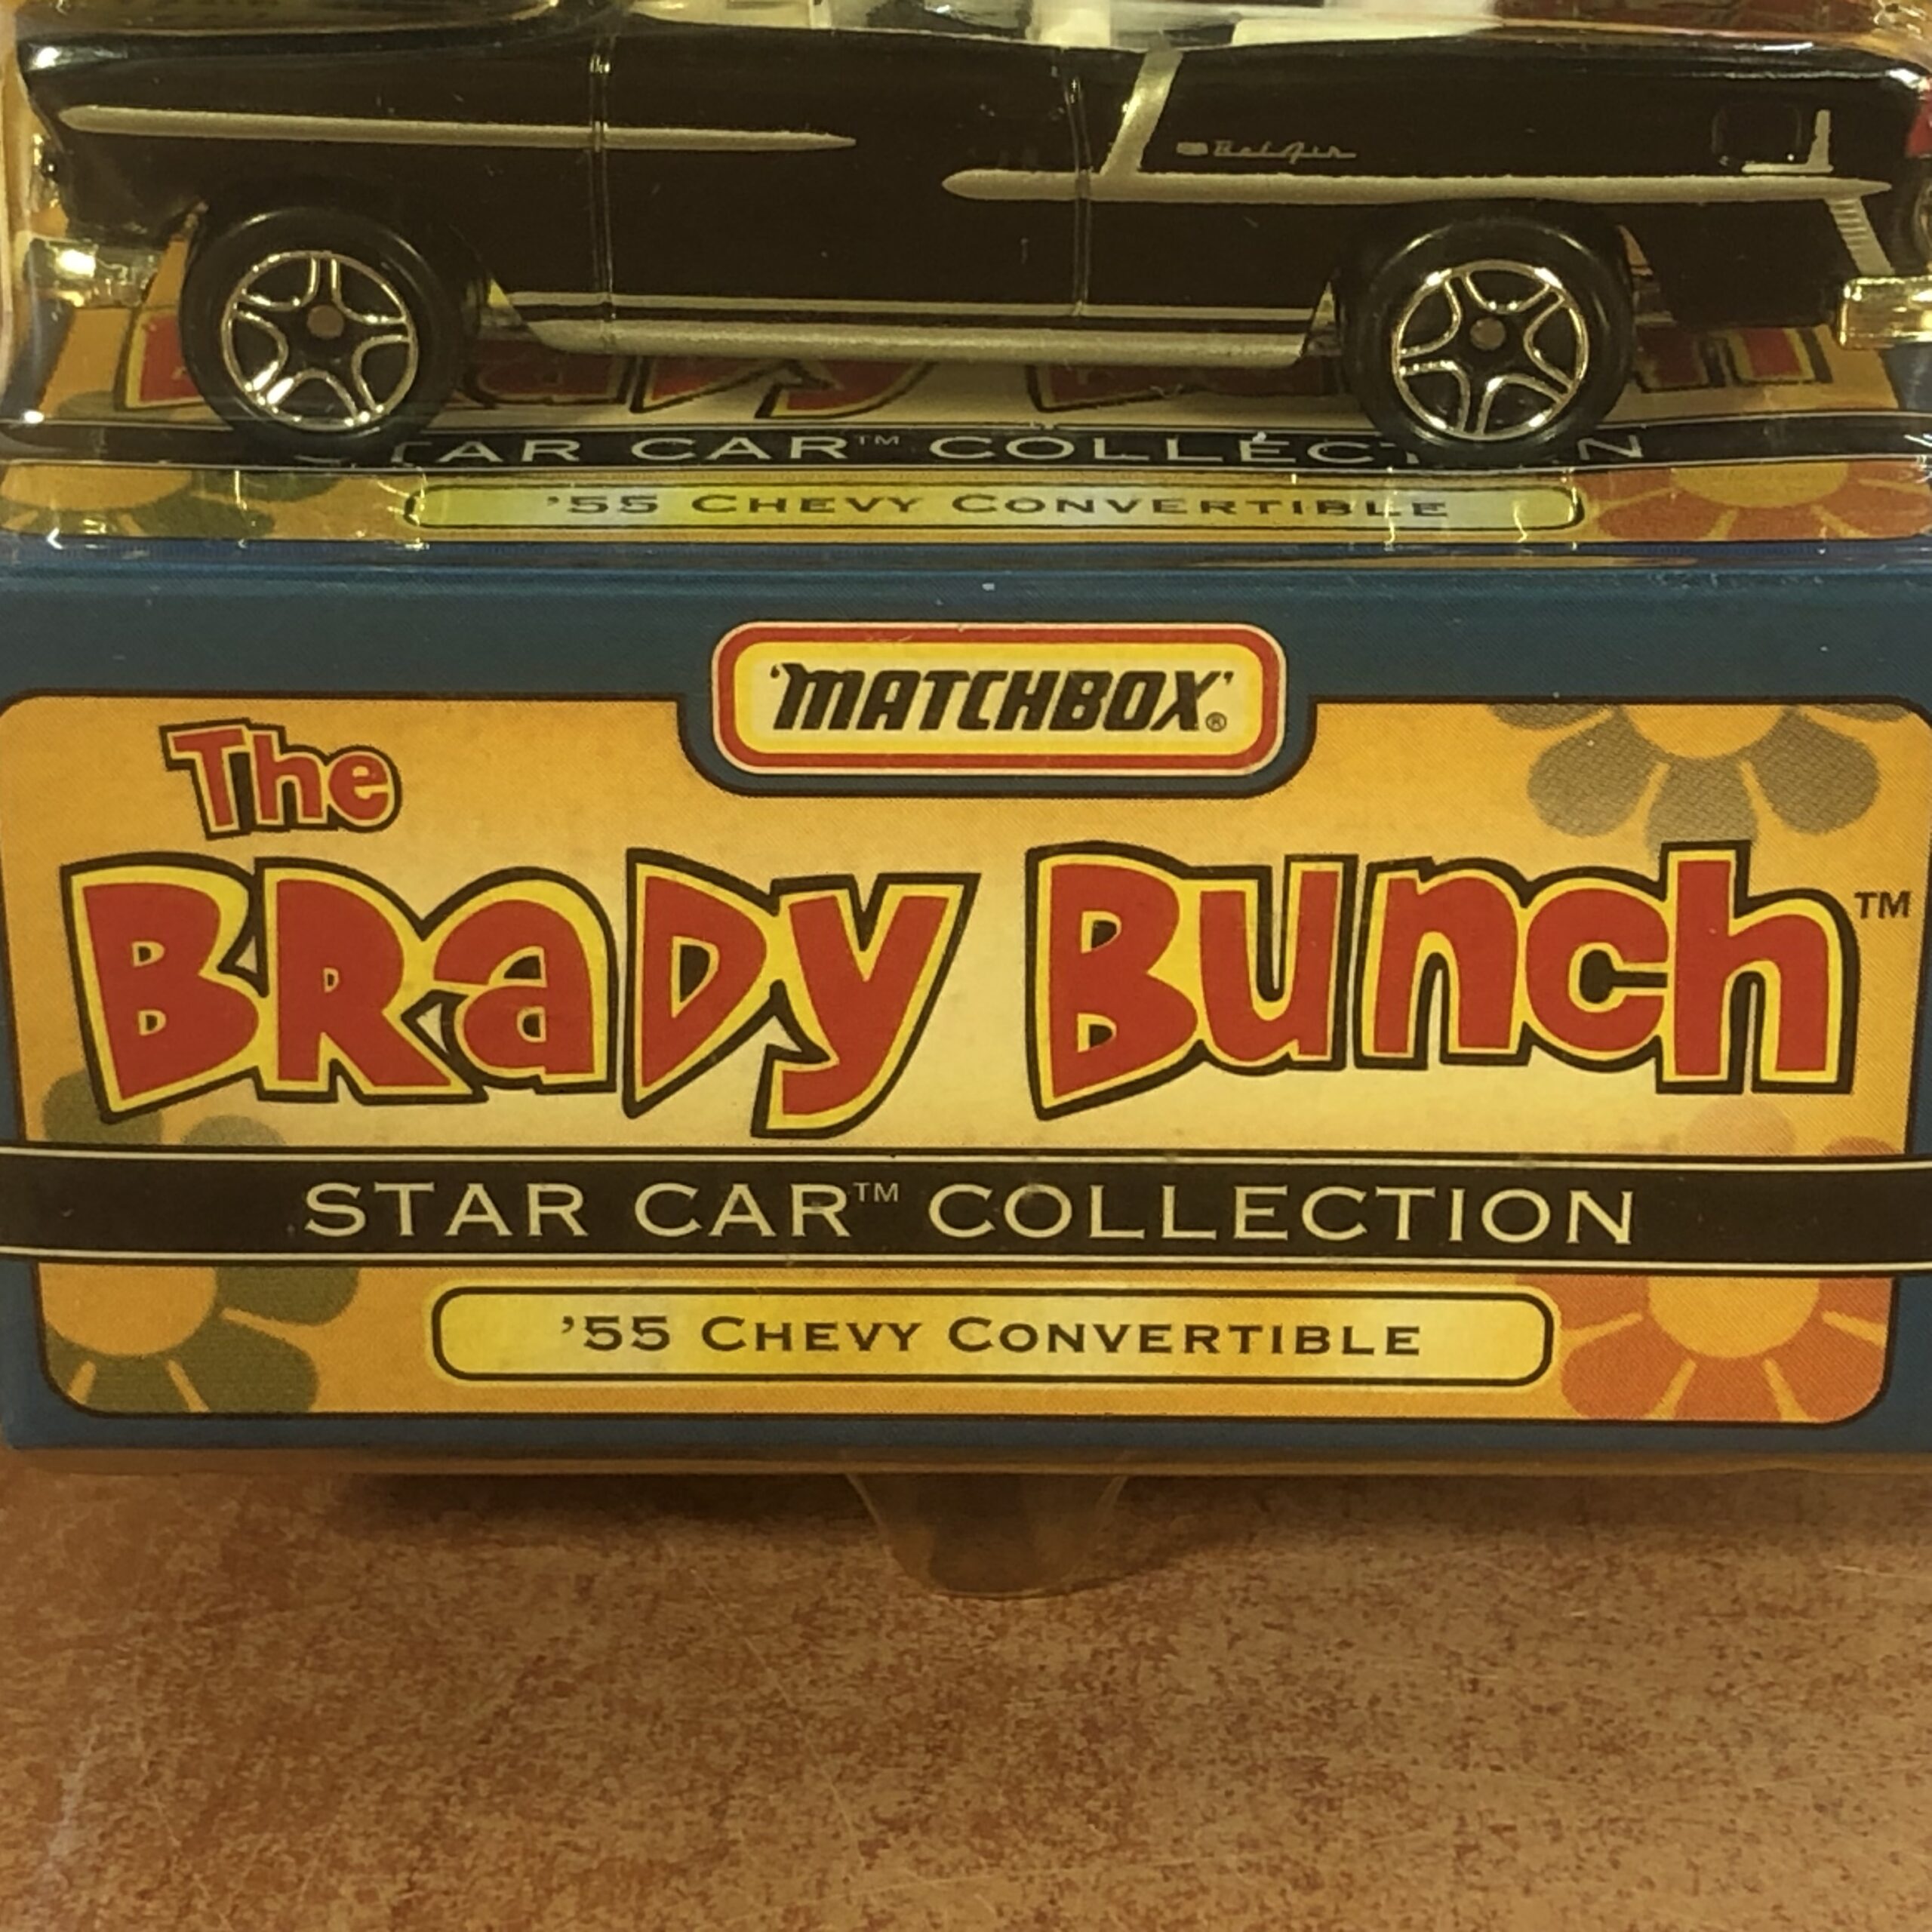 Bel Air
STAR CAR™ COLLECTION
'55 CHEVY CONVERTIBLE
'MATCHBOX'®
The
BRaDy Bunch™
STAR CAR™ COLLECTION
'55 CHEVY CONVERTIBLE